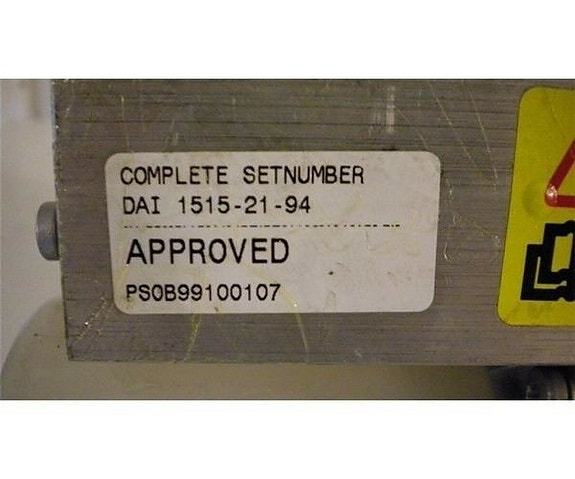 COMPLETE SETNUMBER
DAI 1515-21-94
APPROVED
PS0B99100107